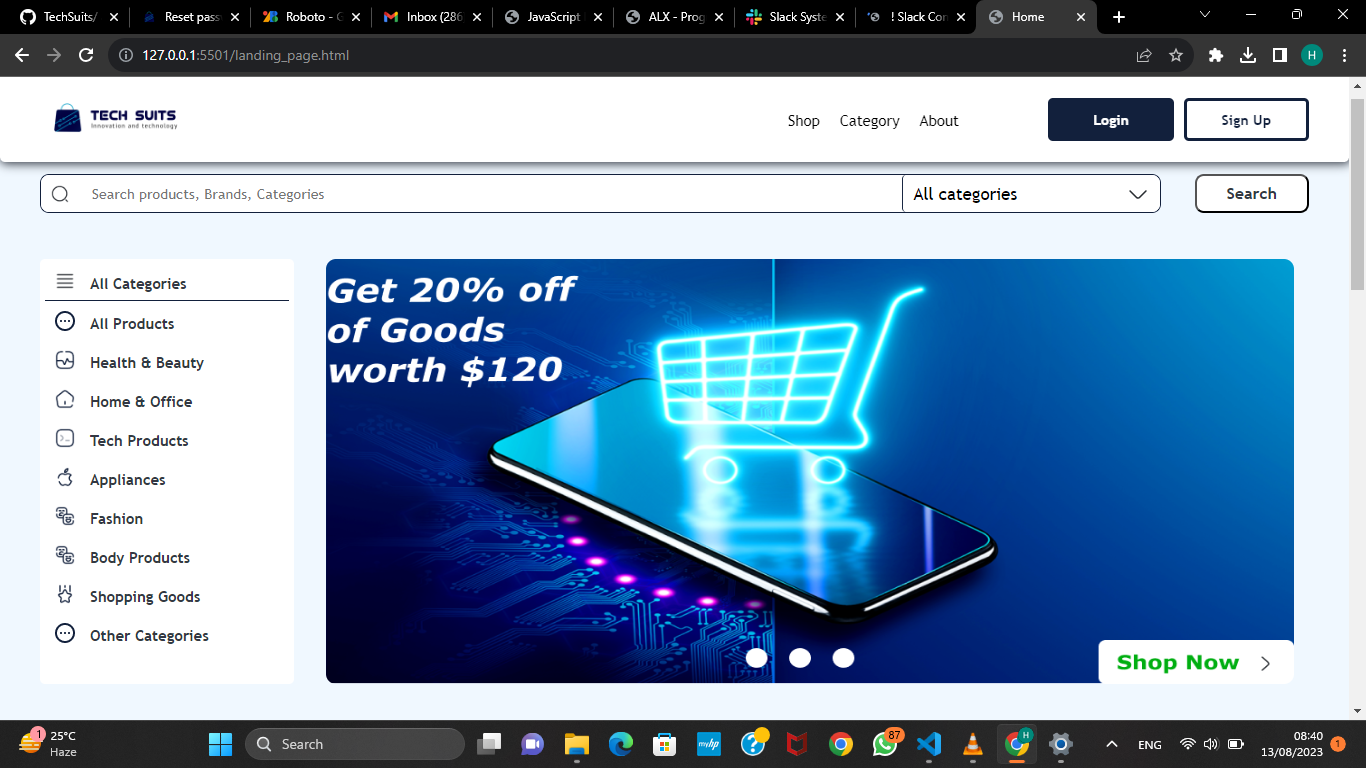 TechSuits/
Reset passw
Roboto - G
Inbox (286
JavaScript
ALX - Prog
Slack Syste
! Slack Con
Home
127.0.0.1:5501/landing_page.html
H
TECH SUITS
Innovation and technology
Shop
Category
About
Login
Sign Up
Search products, Brands, Categories
All categories
Search
All Categories
All Products
Health & Beauty
Home & Office
Tech Products
Appliances
Fashion
Body Products
Shopping Goods
Other Categories
Get 20% off
of Goods
worth $120
Shop Now
1
25°C
Haze
Search
myhp
87
H
ENG
08:40
13/08/2023
1